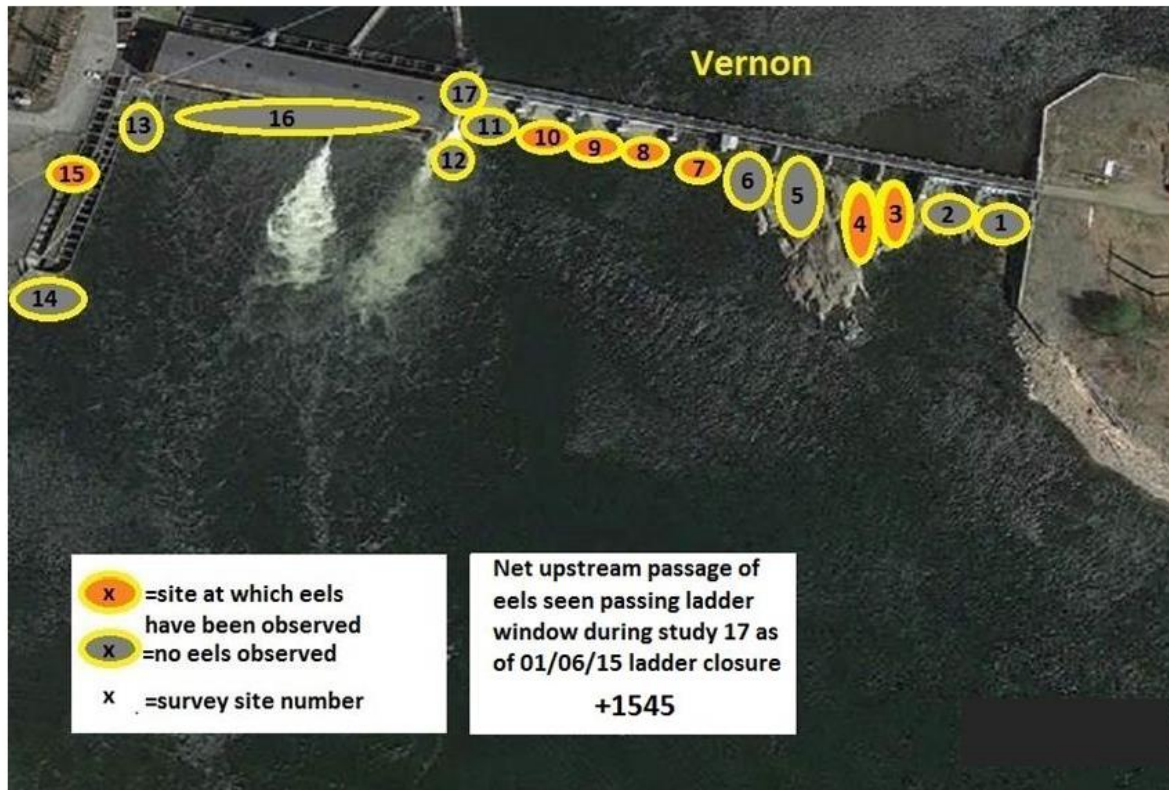 Vernon
17
13
16
11
10
9
8
12
15
7
6
5
4
3
2
1
14
x =site at which eels
have been observed
x =no eels observed
x =survey site number
Net upstream passage of
eels seen passing ladder
window during study 17 as
of 01/06/15 ladder closure
+1545